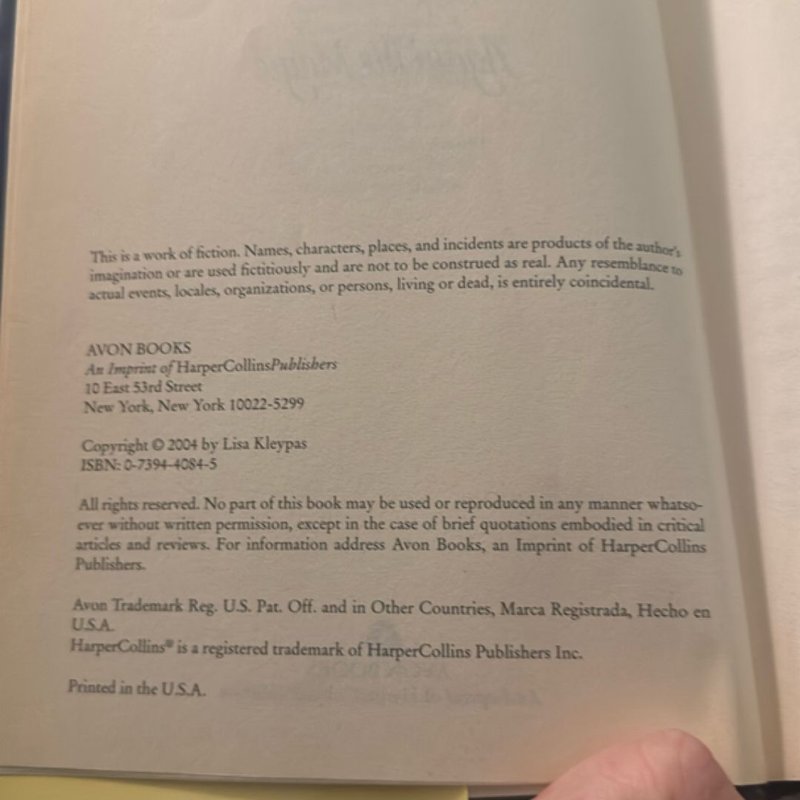 This is a work of fiction. Names, characters, places, and incidents are products of the author's
imagination or are used fictitiously and are not to be construed as real. Any resemblance to
actual events, locales, organizations, or persons, living or dead, is entirely coincidental.
AVON BOOKS
An Imprint of HarperCollinsPublishers
10 East 53rd Street
New York, New York 10022-5299
Copyright © 2004 by Lisa Kleypas
ISBN: 0-7394-4084-5
All rights reserved. No part of this book may be used or reproduced in any manner whatso-
ever without written permission, except in the case of brief quotations embodied in critical
articles and reviews. For information address Avon Books, an Imprint of HarperCollins
Publishers.
Avon Trademark Reg. U.S. Pat. Off. and in Other Countries, Marca Registrada, Hecho en
U.S.A.
HarperCollins® is a registered trademark of HarperCollins Publishers Inc.
Printed in the U.S.A.